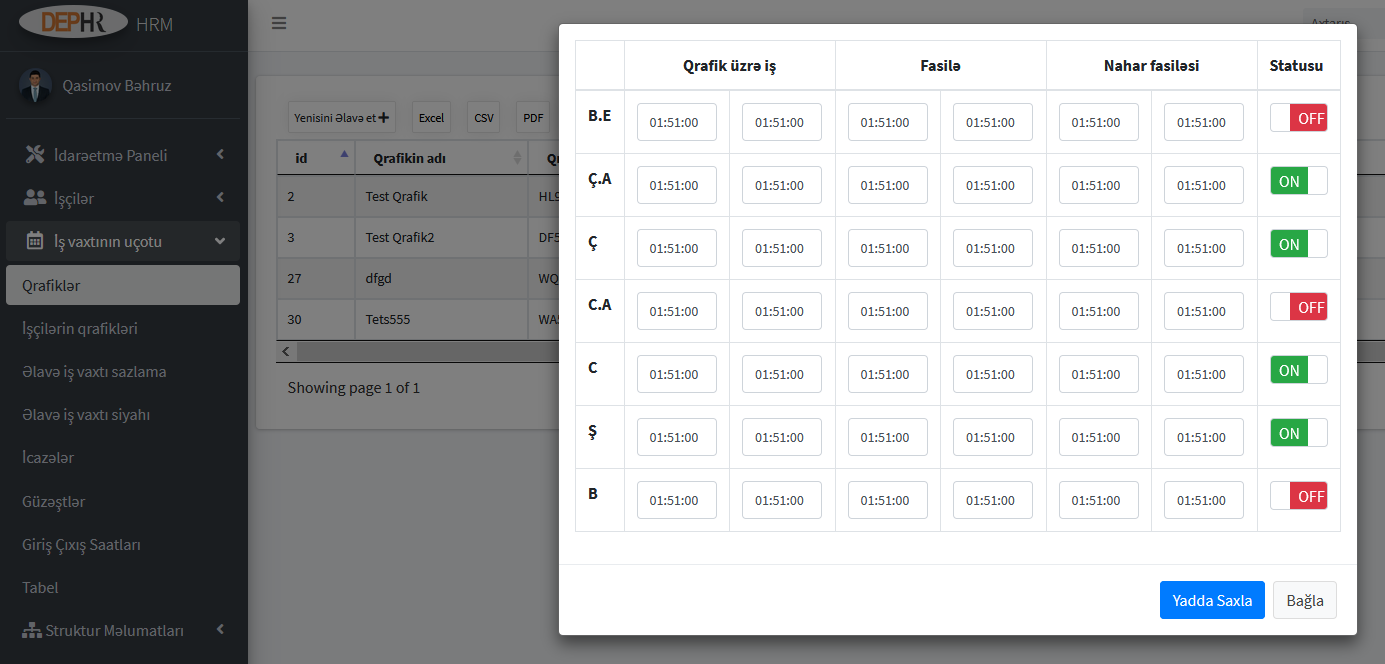 DEPHR HRM
Qasimov Bəhruz
İdarəetmə Paneli
İşçilər
İş vaxtının uçotu
Qrafiklər
İşçilərin qrafikləri
Əlavə iş vaxtı sazlama
Əlavə iş vaxtı siyahı
İcazələr
Güzəştlər
Giriş Çıxış Saatları
Tabel
Struktur Məlumatları
Axtarış
Yenisini Əlavə et Excel CSV PDF
id Qrafikin adı
2 Test Qrafik
3 Test Qrafik2
27 dfgd
30 Tets555
Showing page 1 of 1
Qrafik üzrə iş Fasilə Nahar fasiləsi Statusu
B.E 01:51:00 01:51:00 01:51:00 01:51:00 01:51:00 01:51:00 OFF
Ç.A 01:51:00 01:51:00 01:51:00 01:51:00 01:51:00 01:51:00 ON
Ç 01:51:00 01:51:00 01:51:00 01:51:00 01:51:00 01:51:00 ON
C.A 01:51:00 01:51:00 01:51:00 01:51:00 01:51:00 01:51:00 OFF
C 01:51:00 01:51:00 01:51:00 01:51:00 01:51:00 01:51:00 ON
Ş 01:51:00 01:51:00 01:51:00 01:51:00 01:51:00 01:51:00 ON
B 01:51:00 01:51:00 01:51:00 01:51:00 01:51:00 01:51:00 OFF
Yadda Saxla Bağla